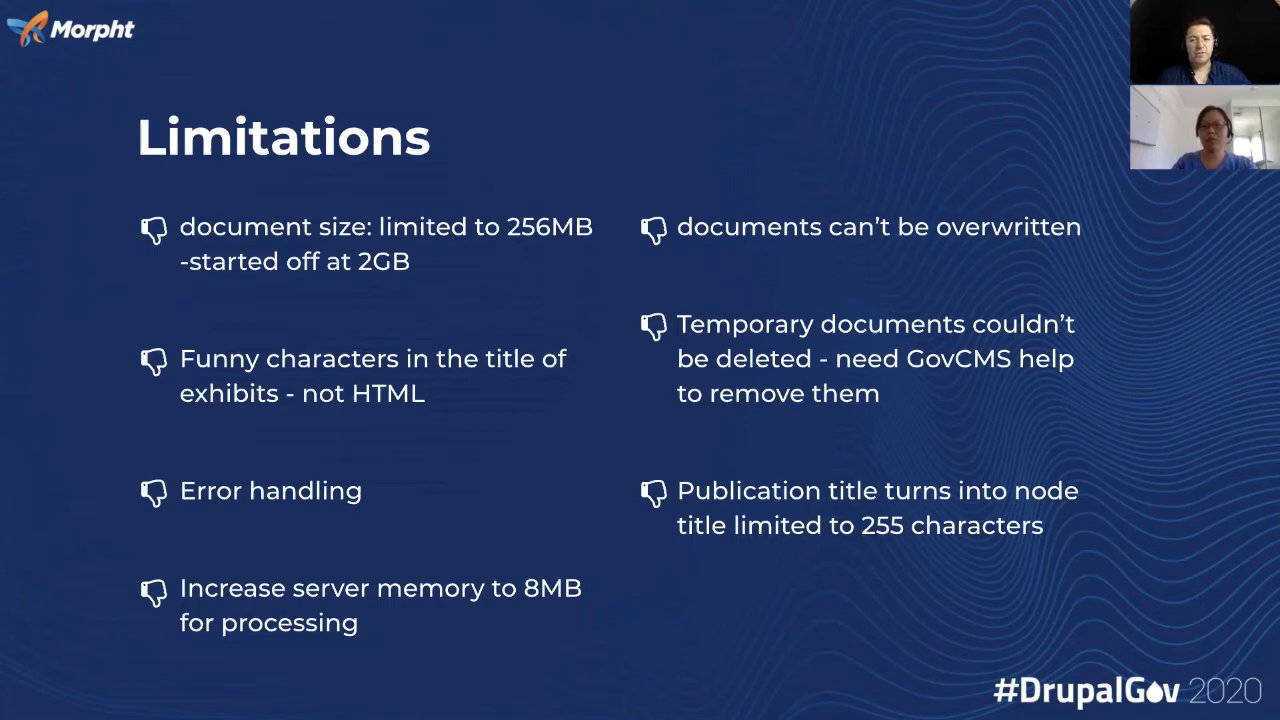 Morpht
Limitations
document size: limited to 256MB
-started off at 2GB
Funny characters in the title of
exhibits - not HTML
Error handling
Increase server memory to 8MB
for processing
documents can’t be overwritten
Temporary documents couldn’t
be deleted - need GovCMS help
to remove them
Publication title turns into node
title limited to 255 characters
#DrupalGov 2020